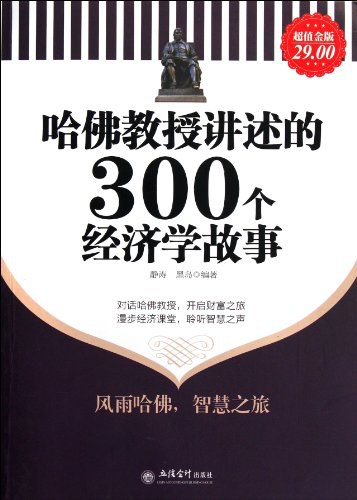 超值金版
29.00
哈佛教授讲述的
300个
经济学故事
静涛 黑岛◎编著
对话哈佛教授，开启财富之旅
漫步经济课堂，聆听智慧之声
风雨哈佛，智慧之旅
立信会计出版社